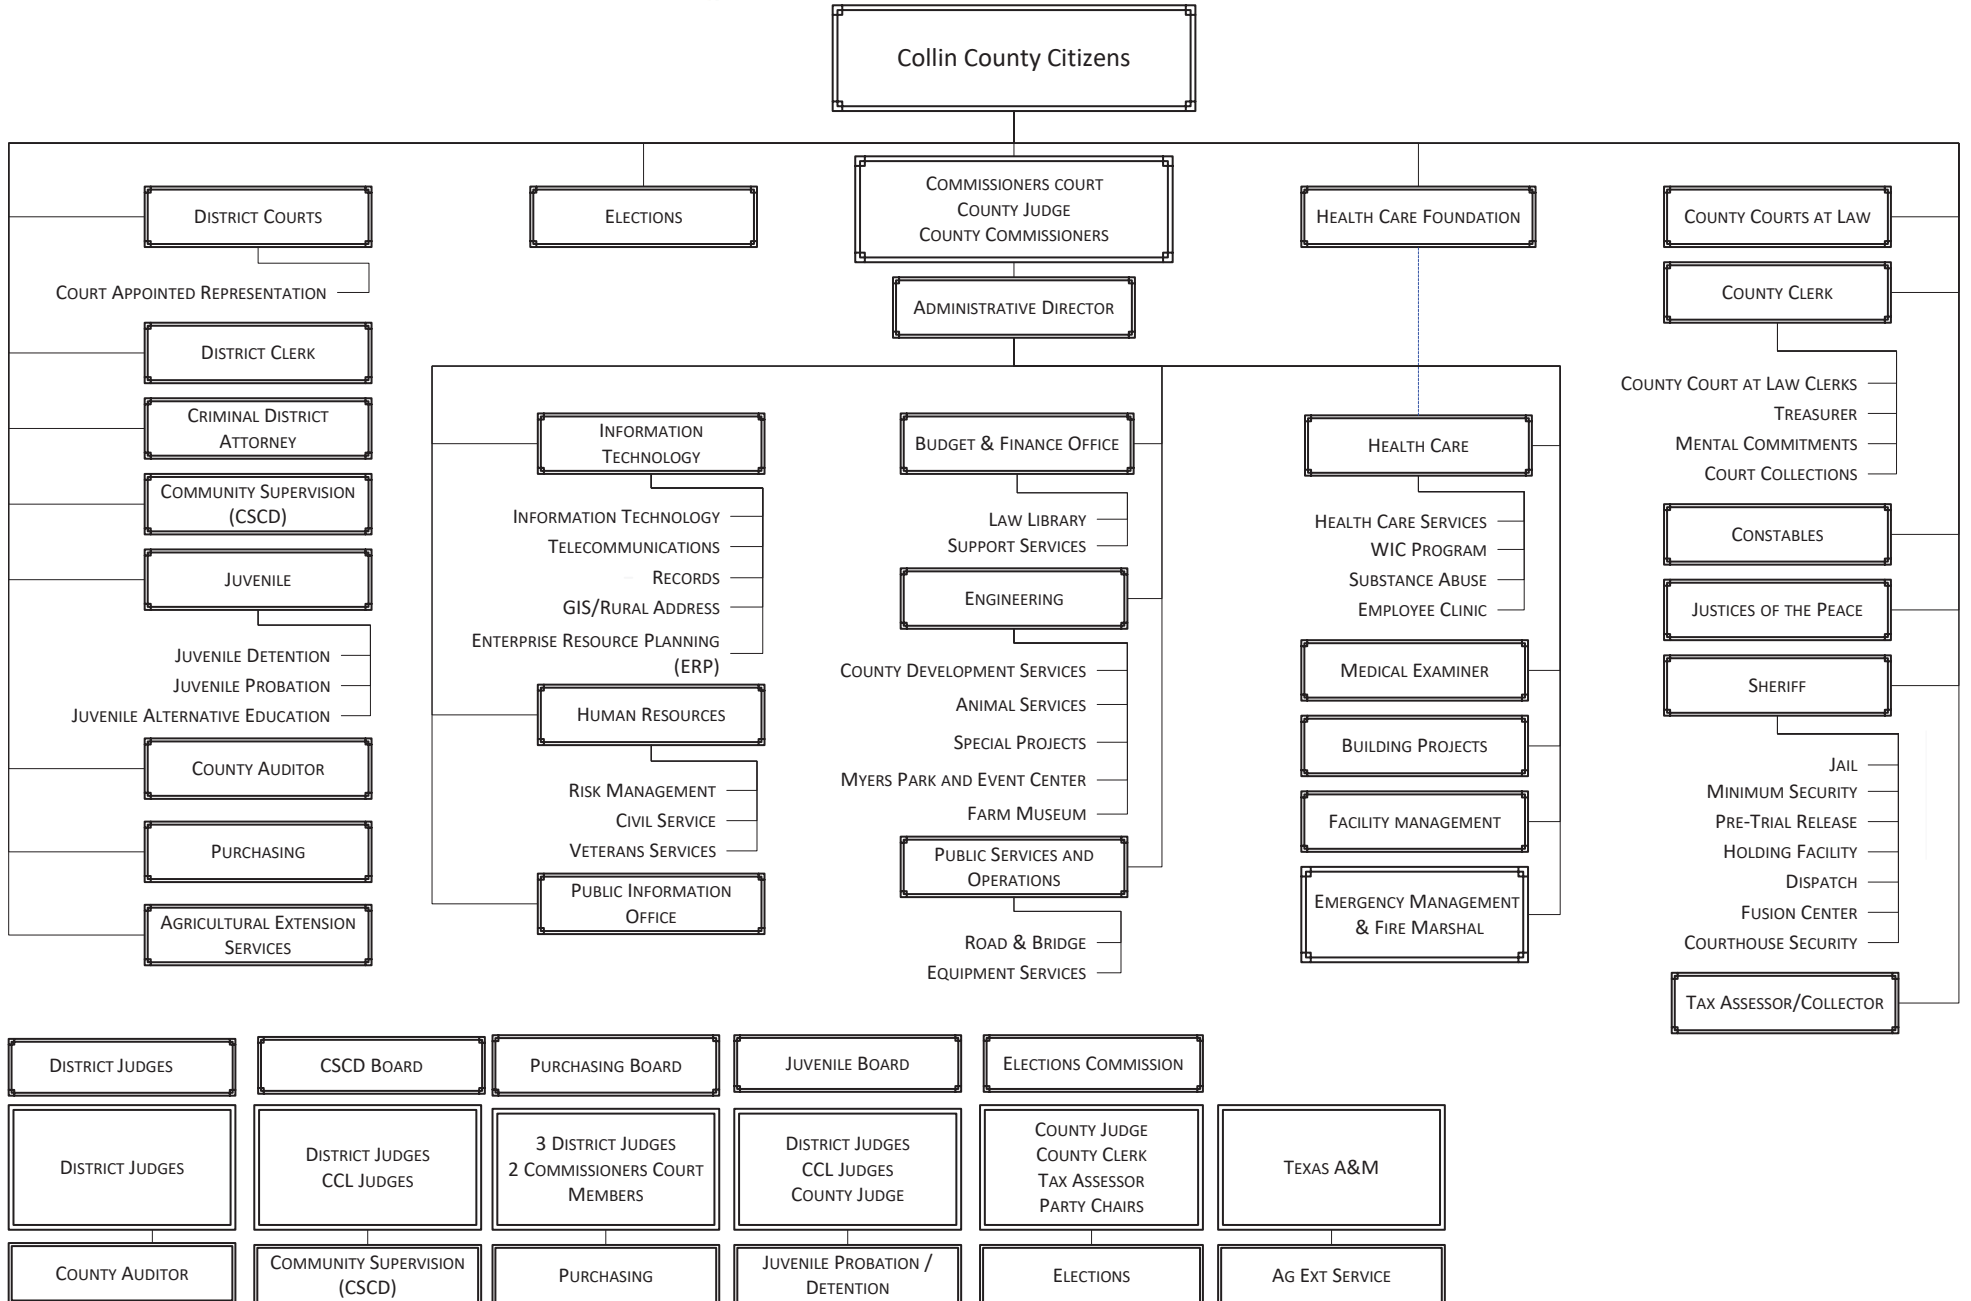 Collin County Citizens
District Courts
Court Appointed Representation
District Clerk
Criminal District
Attorney
Community Supervision
(CSCD)
Juvenile
Juvenile Detention
Juvenile Probation
Juvenile Alternative Education
County Auditor
Purchasing
Agricultural Extension
Services
Elections
Commissioners court
County Judge
County Commissioners
Administrative Director
Information
Technology
Information Technology
Telecommunications
Records
GIS/Rural Address
Enterprise Resource Planning
(ERP)
Human Resources
Risk Management
Civil Service
Veterans Services
Public Information
Office
Budget & Finance Office
Law Library
Support Services
Engineering
County Development Services
Animal Services
Special Projects
Myers Park and Event Center
Farm Museum
Public Services and
Operations
Road & Bridge
Equipment Services
Health Care Foundation
Health Care
Health Care Services
WIC Program
Substance Abuse
Employee Clinic
Medical Examiner
Building Projects
Facility management
Emergency Management
& Fire Marshal
County Courts at Law
County Clerk
County Court at Law Clerks
Treasurer
Mental Commitments
Court Collections
Constables
Justices of the Peace
Sheriff
Jail
Minimum Security
Pre-Trial Release
Holding Facility
Dispatch
Fusion Center
Courthouse Security
Tax Assessor/Collector
District Judges
District Judges
County Auditor
CSCD Board
District Judges
CCL Judges
Community Supervision
(CSCD)
Purchasing Board
3 District Judges
2 Commissioners Court
Members
Purchasing
Juvenile Board
District Judges
CCL Judges
County Judge
Juvenile Probation /
Detention
Elections Commission
County Judge
County Clerk
Tax Assessor
Party Chairs
Elections
Texas A&M
Ag Ext Service